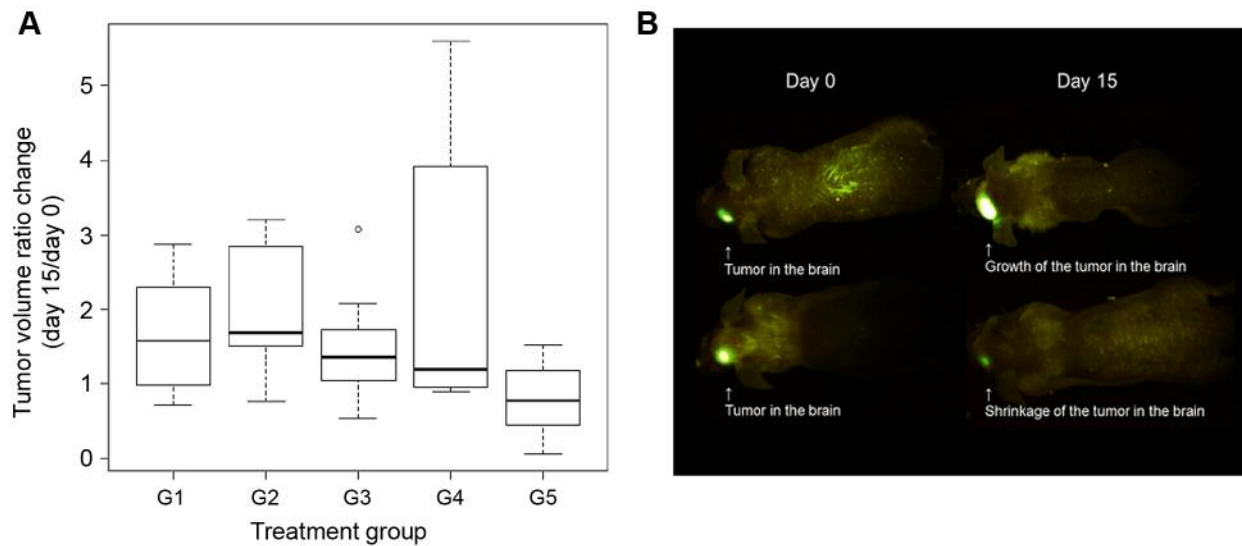 A
Tumor volume ratio change
(day 15/day 0)
5
4
3
2
1
0
G1 G2 G3 G4 G5
Treatment group
B
Day 0 Day 15
↑ ↑
Tumor in the brain Growth of the tumor in the brain
↑ ↑
Tumor in the brain Shrinkage of the tumor in the brain